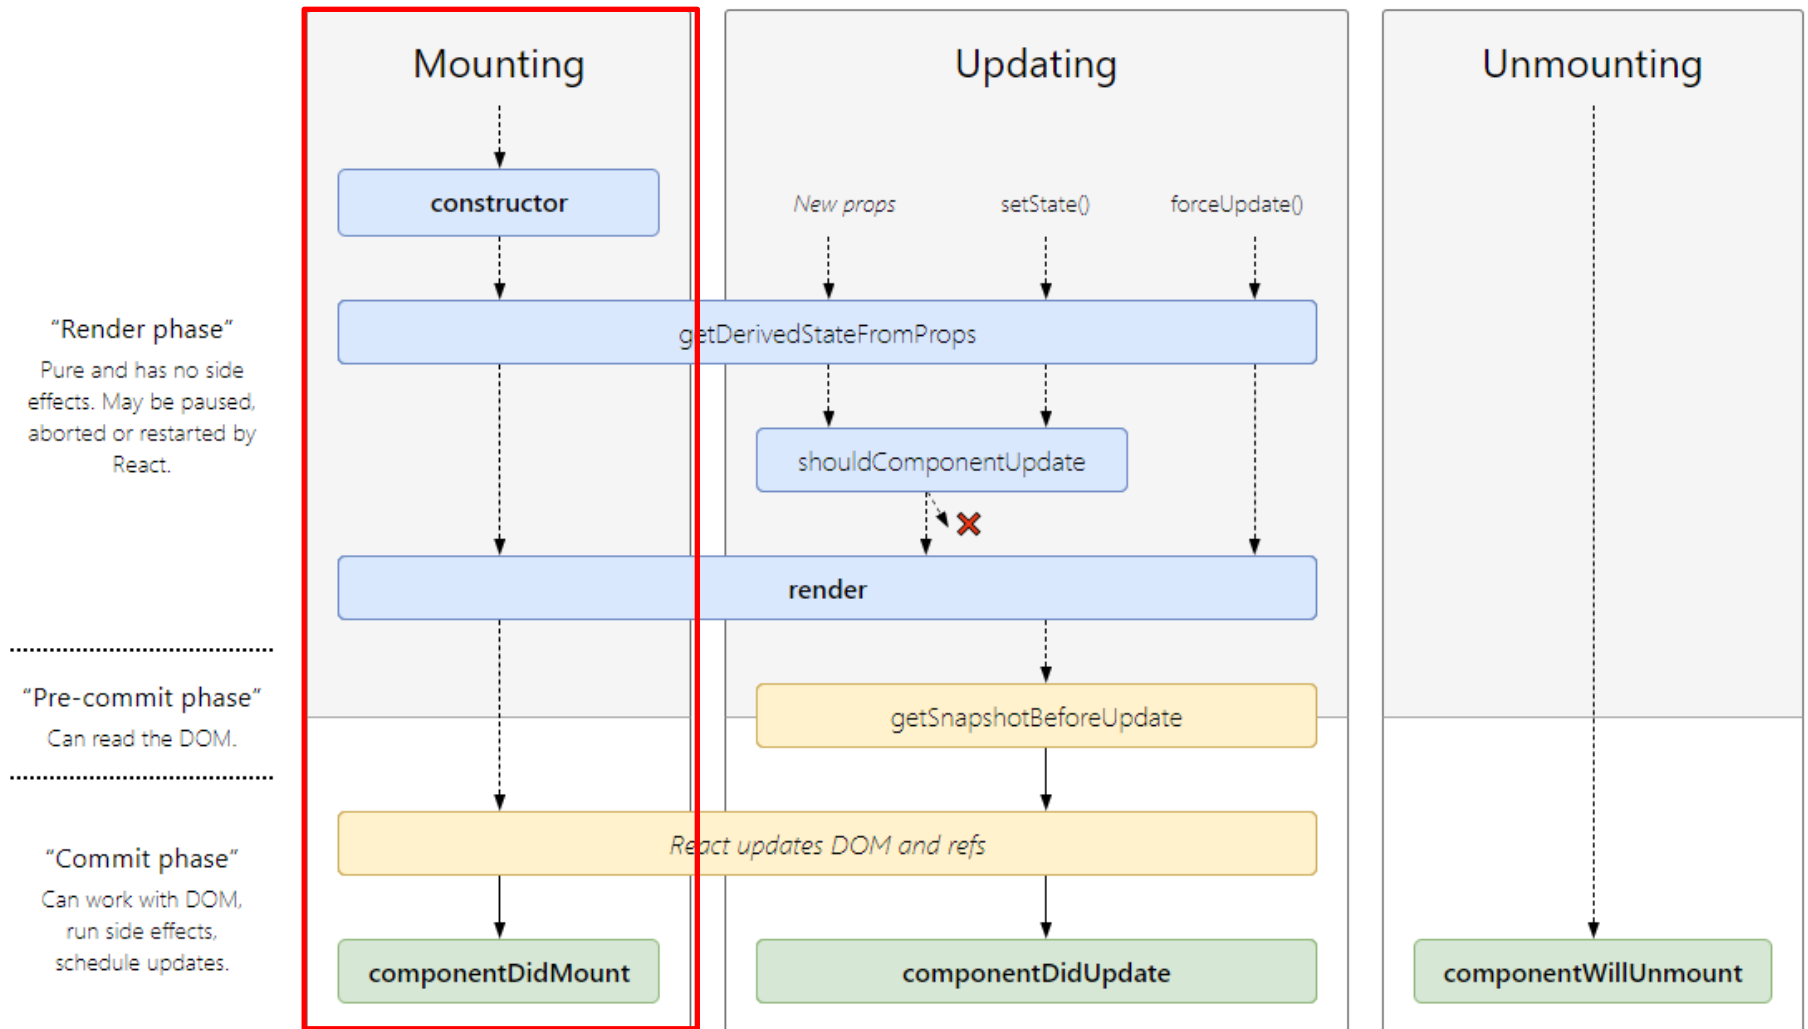 Mounting
Updating
Unmounting
constructor
New props
setState()
forceUpdate()
"Render phase"
Pure and has no side
effects. May be paused,
aborted or restarted by
React.
getDerivedStateFromProps
shouldComponentUpdate
render
"Pre-commit phase"
Can read the DOM.
getSnapshotBeforeUpdate
"Commit phase"
Can work with DOM,
run side effects,
schedule updates.
React updates DOM and refs
componentDidMount
componentDidUpdate
componentWillUnmount